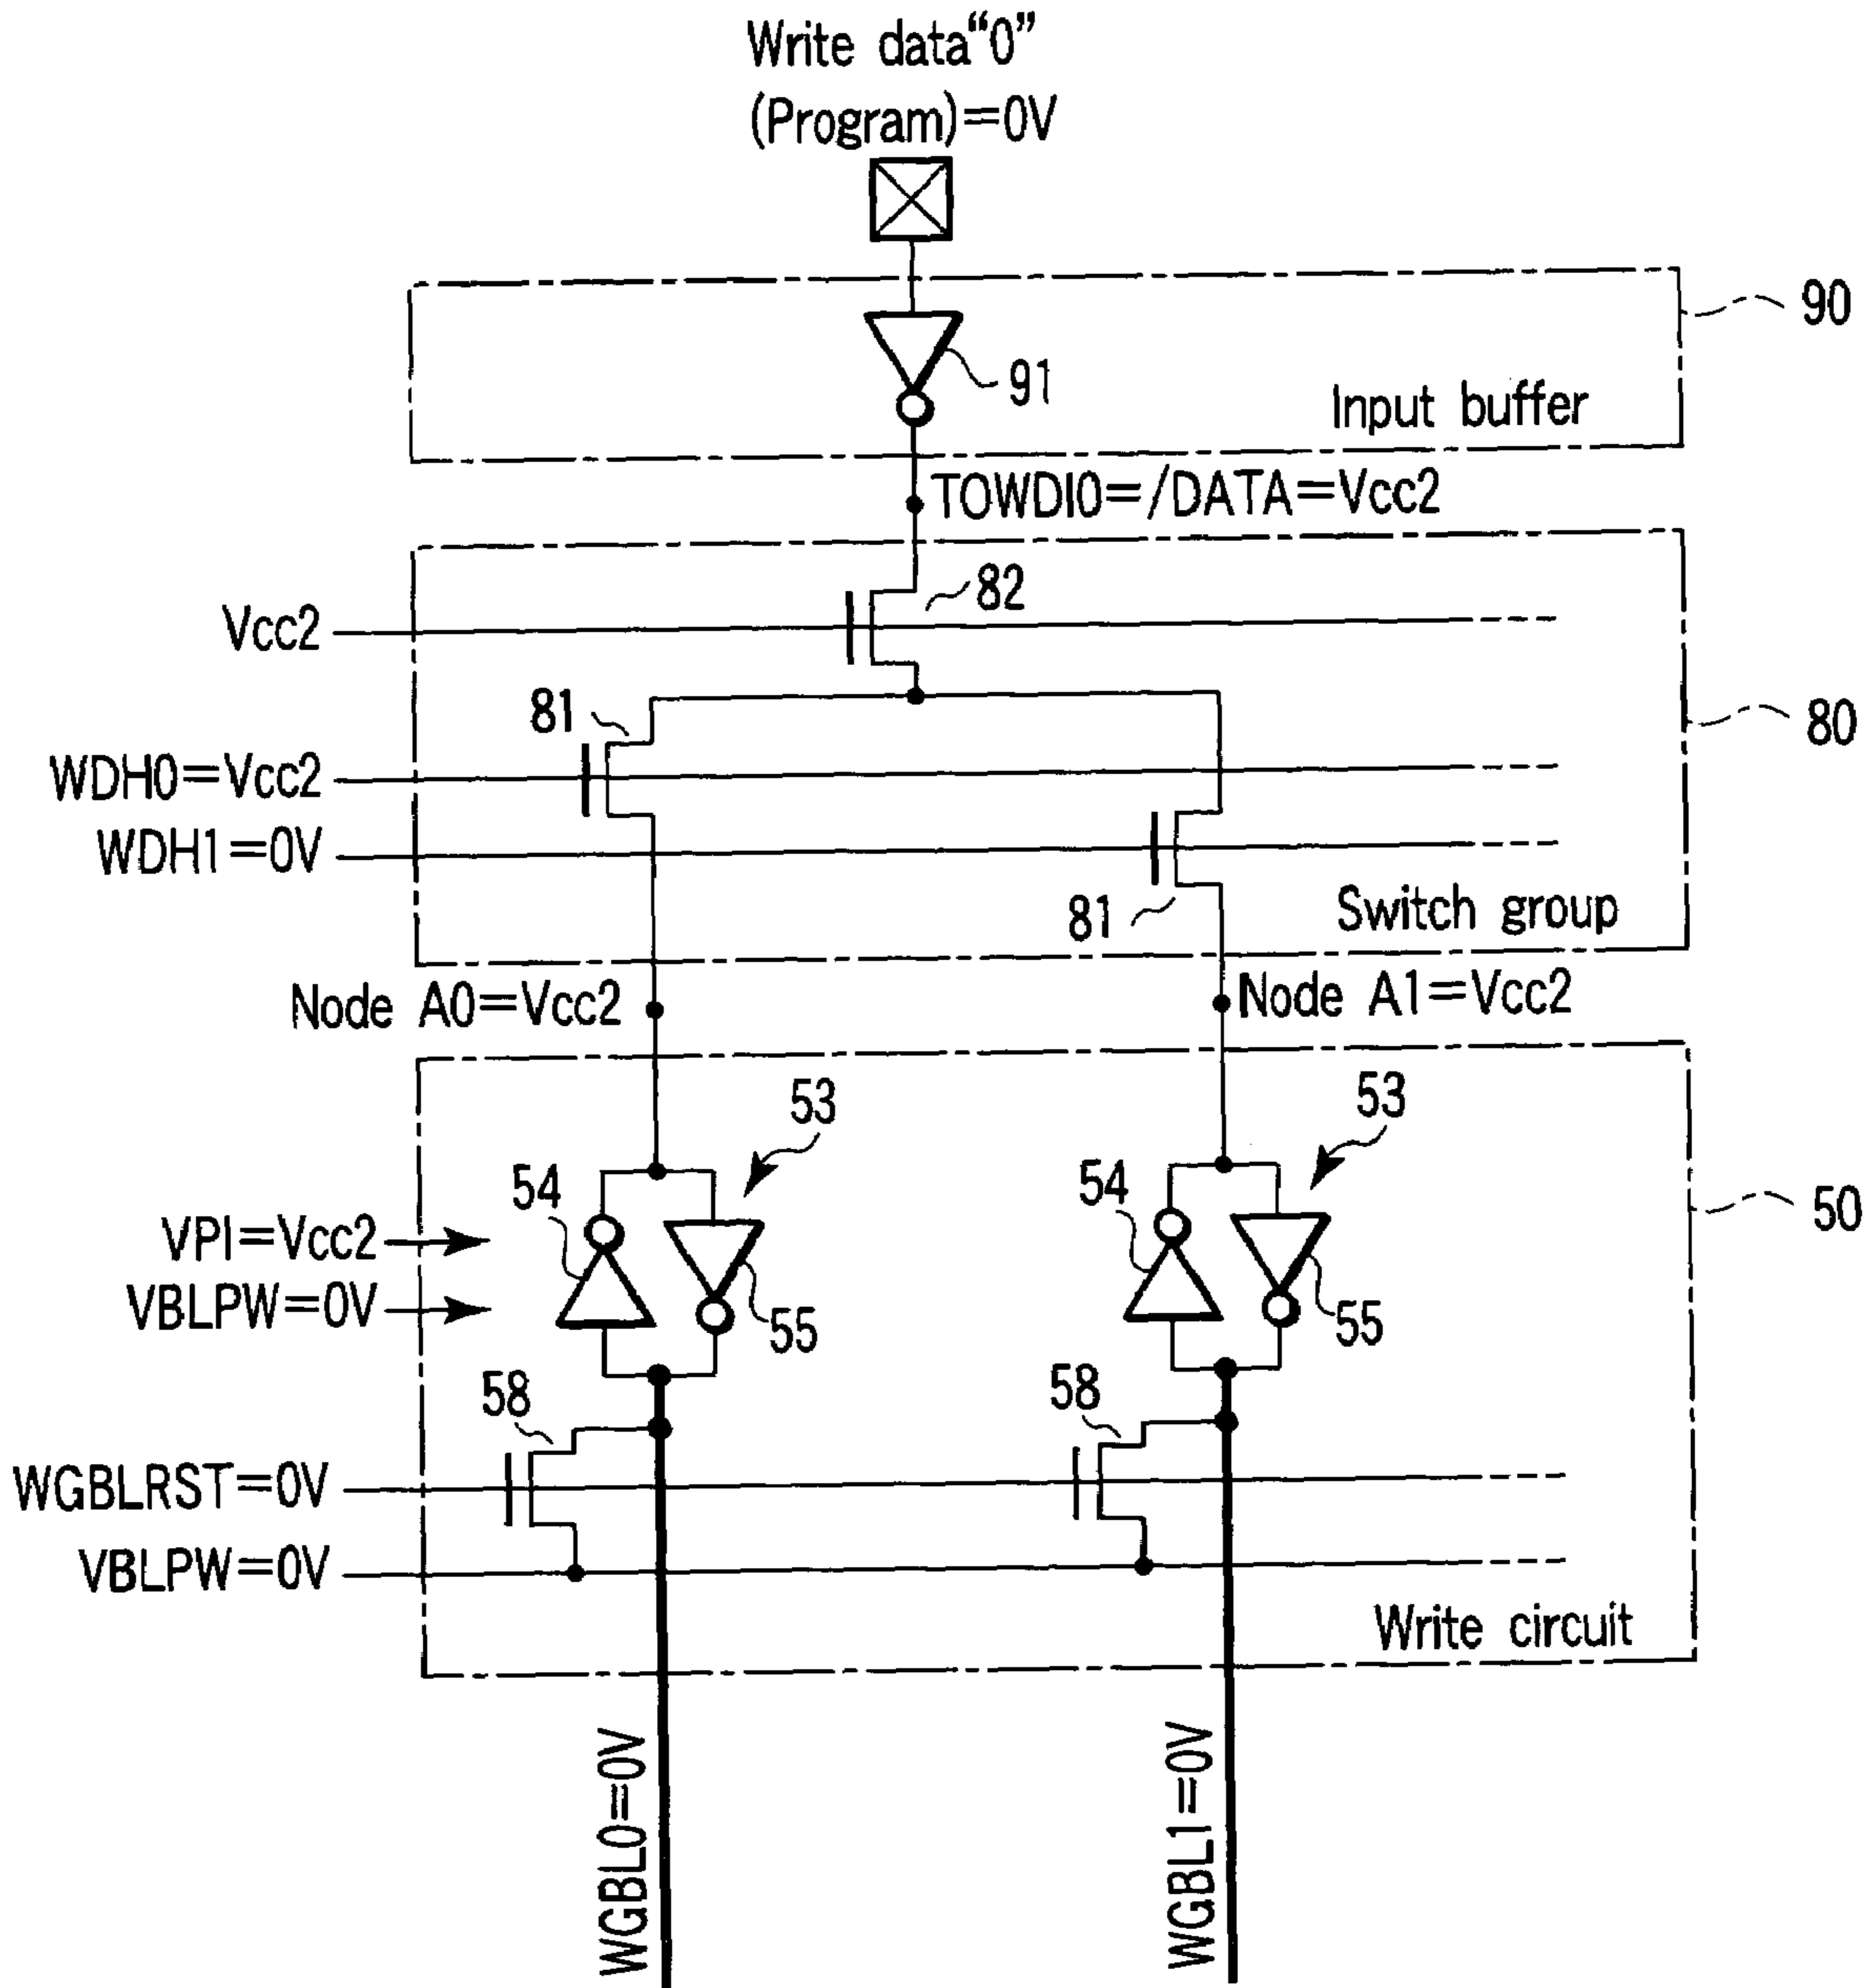 Write data“0”
(Program)=0V
90
91
Input buffer
TOWDI0=/DATA=Vcc2
82
Vcc2
81
80
WDH0=Vcc2
WDH1=0V
81
Switch group
Node A0=Vcc2
Node A1=Vcc2
53
53
54
54
50
VPI=Vcc2
VBLPW=0V
55
55
58
58
WGBLRST=0V
VBLPW=0V
Write circuit
WGBL0=0V
WGBL1=0V